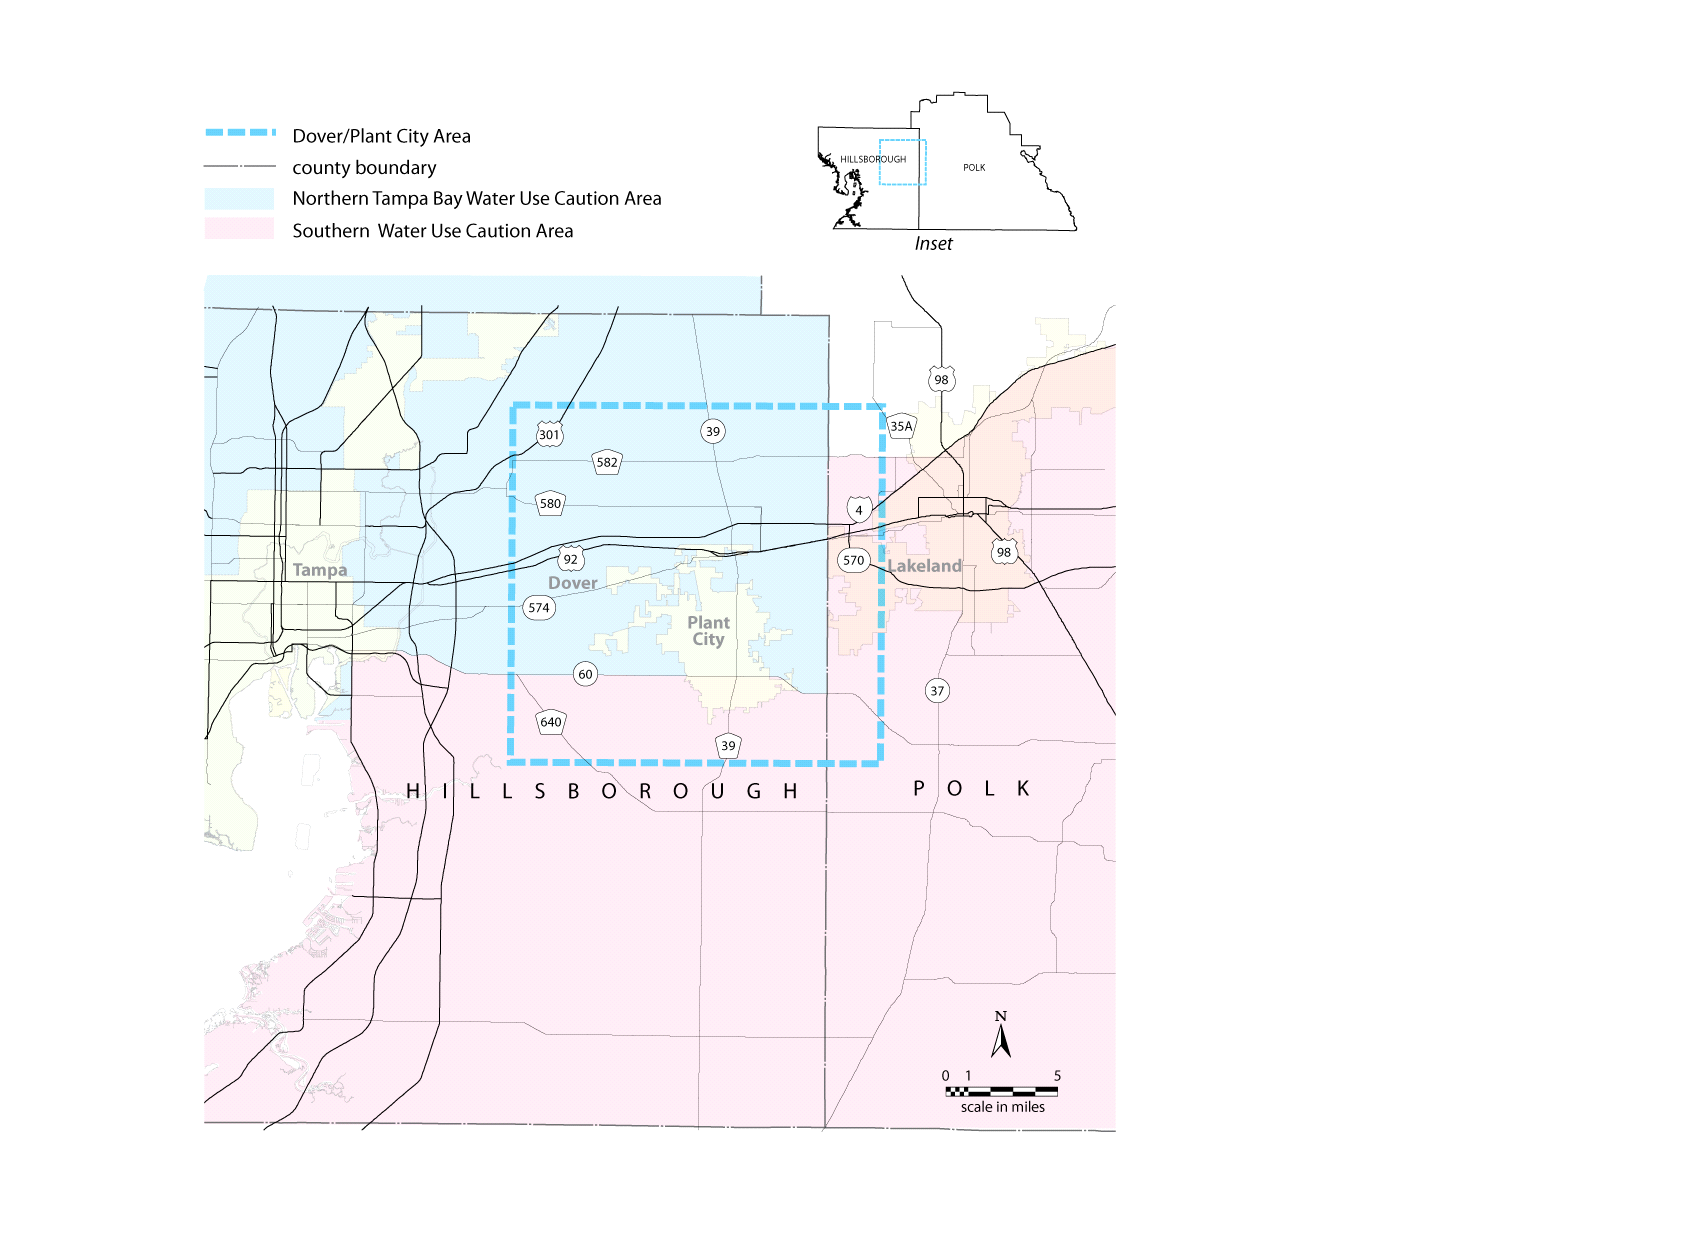 Dover/Plant City Area
county boundary
Northern Tampa Bay Water Use Caution Area
Southern Water Use Caution Area
HILLSBOROUGH
POLK
Inset
98
301
39
35A
582
580
4
92
98
570
Tampa
Dover
Lakeland
574
Plant
City
60
37
640
39
HILLSBOROUGH
POLK
N
0 1 5
scale in miles